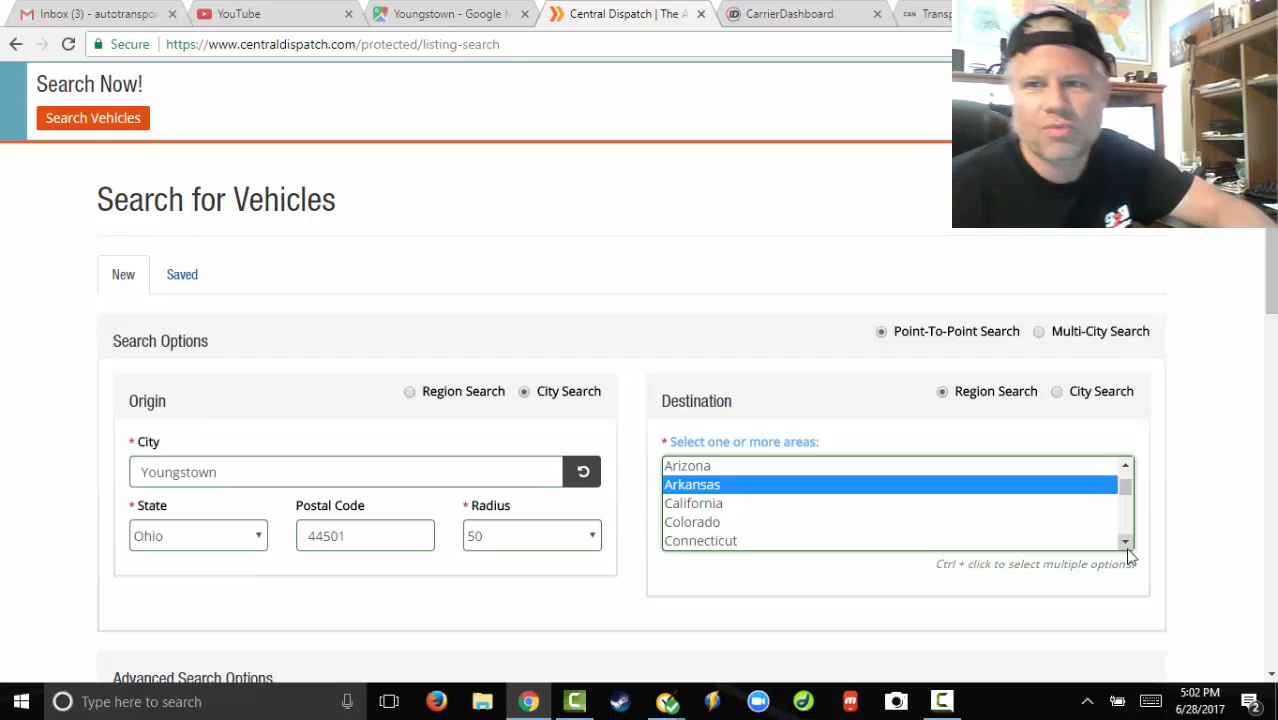 Inbox (3) - autotranspo
YouTube
Youngstown - Google M
Central Dispatch | The A
CarrierDashboard
Transp
Secure
https://www.centraldispatch.com/protected/listing-search
Search Now!
Search Vehicles
Search for Vehicles
New
Saved
Search Options
Point-To-Point Search
Multi-City Search
Origin
Region Search
City Search
Destination
Region Search
City Search
* City
Youngstown
* State
Postal Code
* Radius
Ohio
44501
50
* Select one or more areas:
Arizona
Arkansas
California
Colorado
Connecticut
Ctrl + click to select multiple options.
Advanced Search Options
Type here to search
5:02 PM
6/28/2017
2